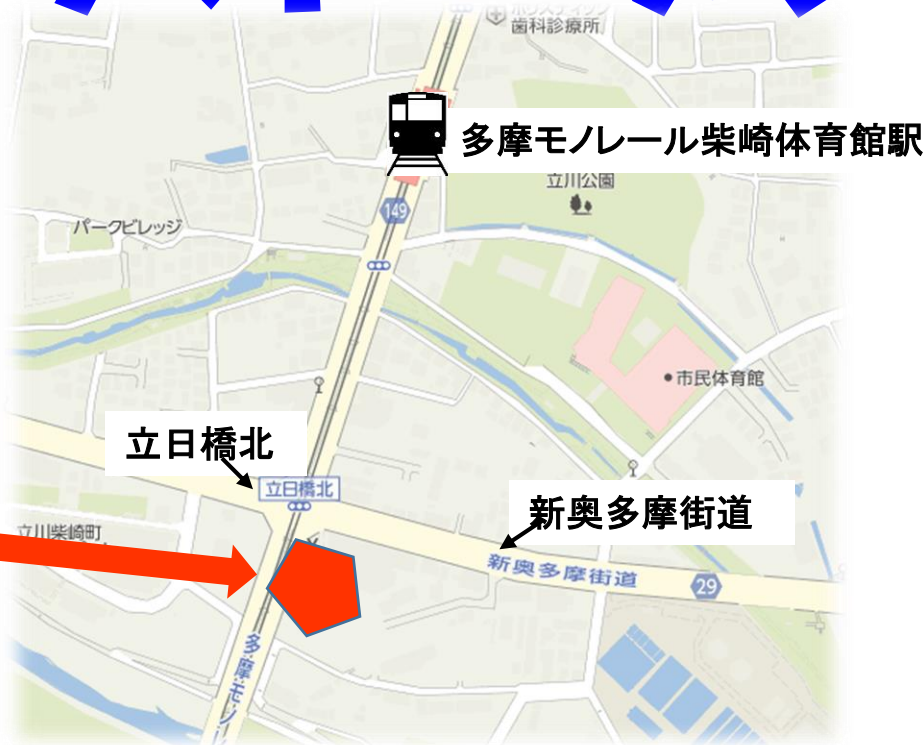 歯科診療所
多摩モノレール柴崎体育館駅
立川公園
149
パークビレッジ
市民体育館
立日橋北
立日橋北
新奥多摩街道
立川柴崎町
新奥多摩街道
29
多摩モノレ